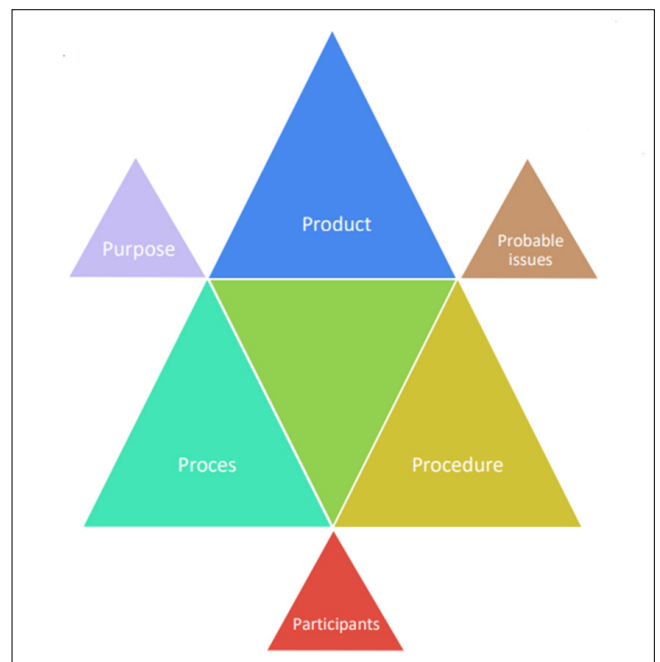 Product
Purpose
Probable
issues
Proces
Procedure
Participants